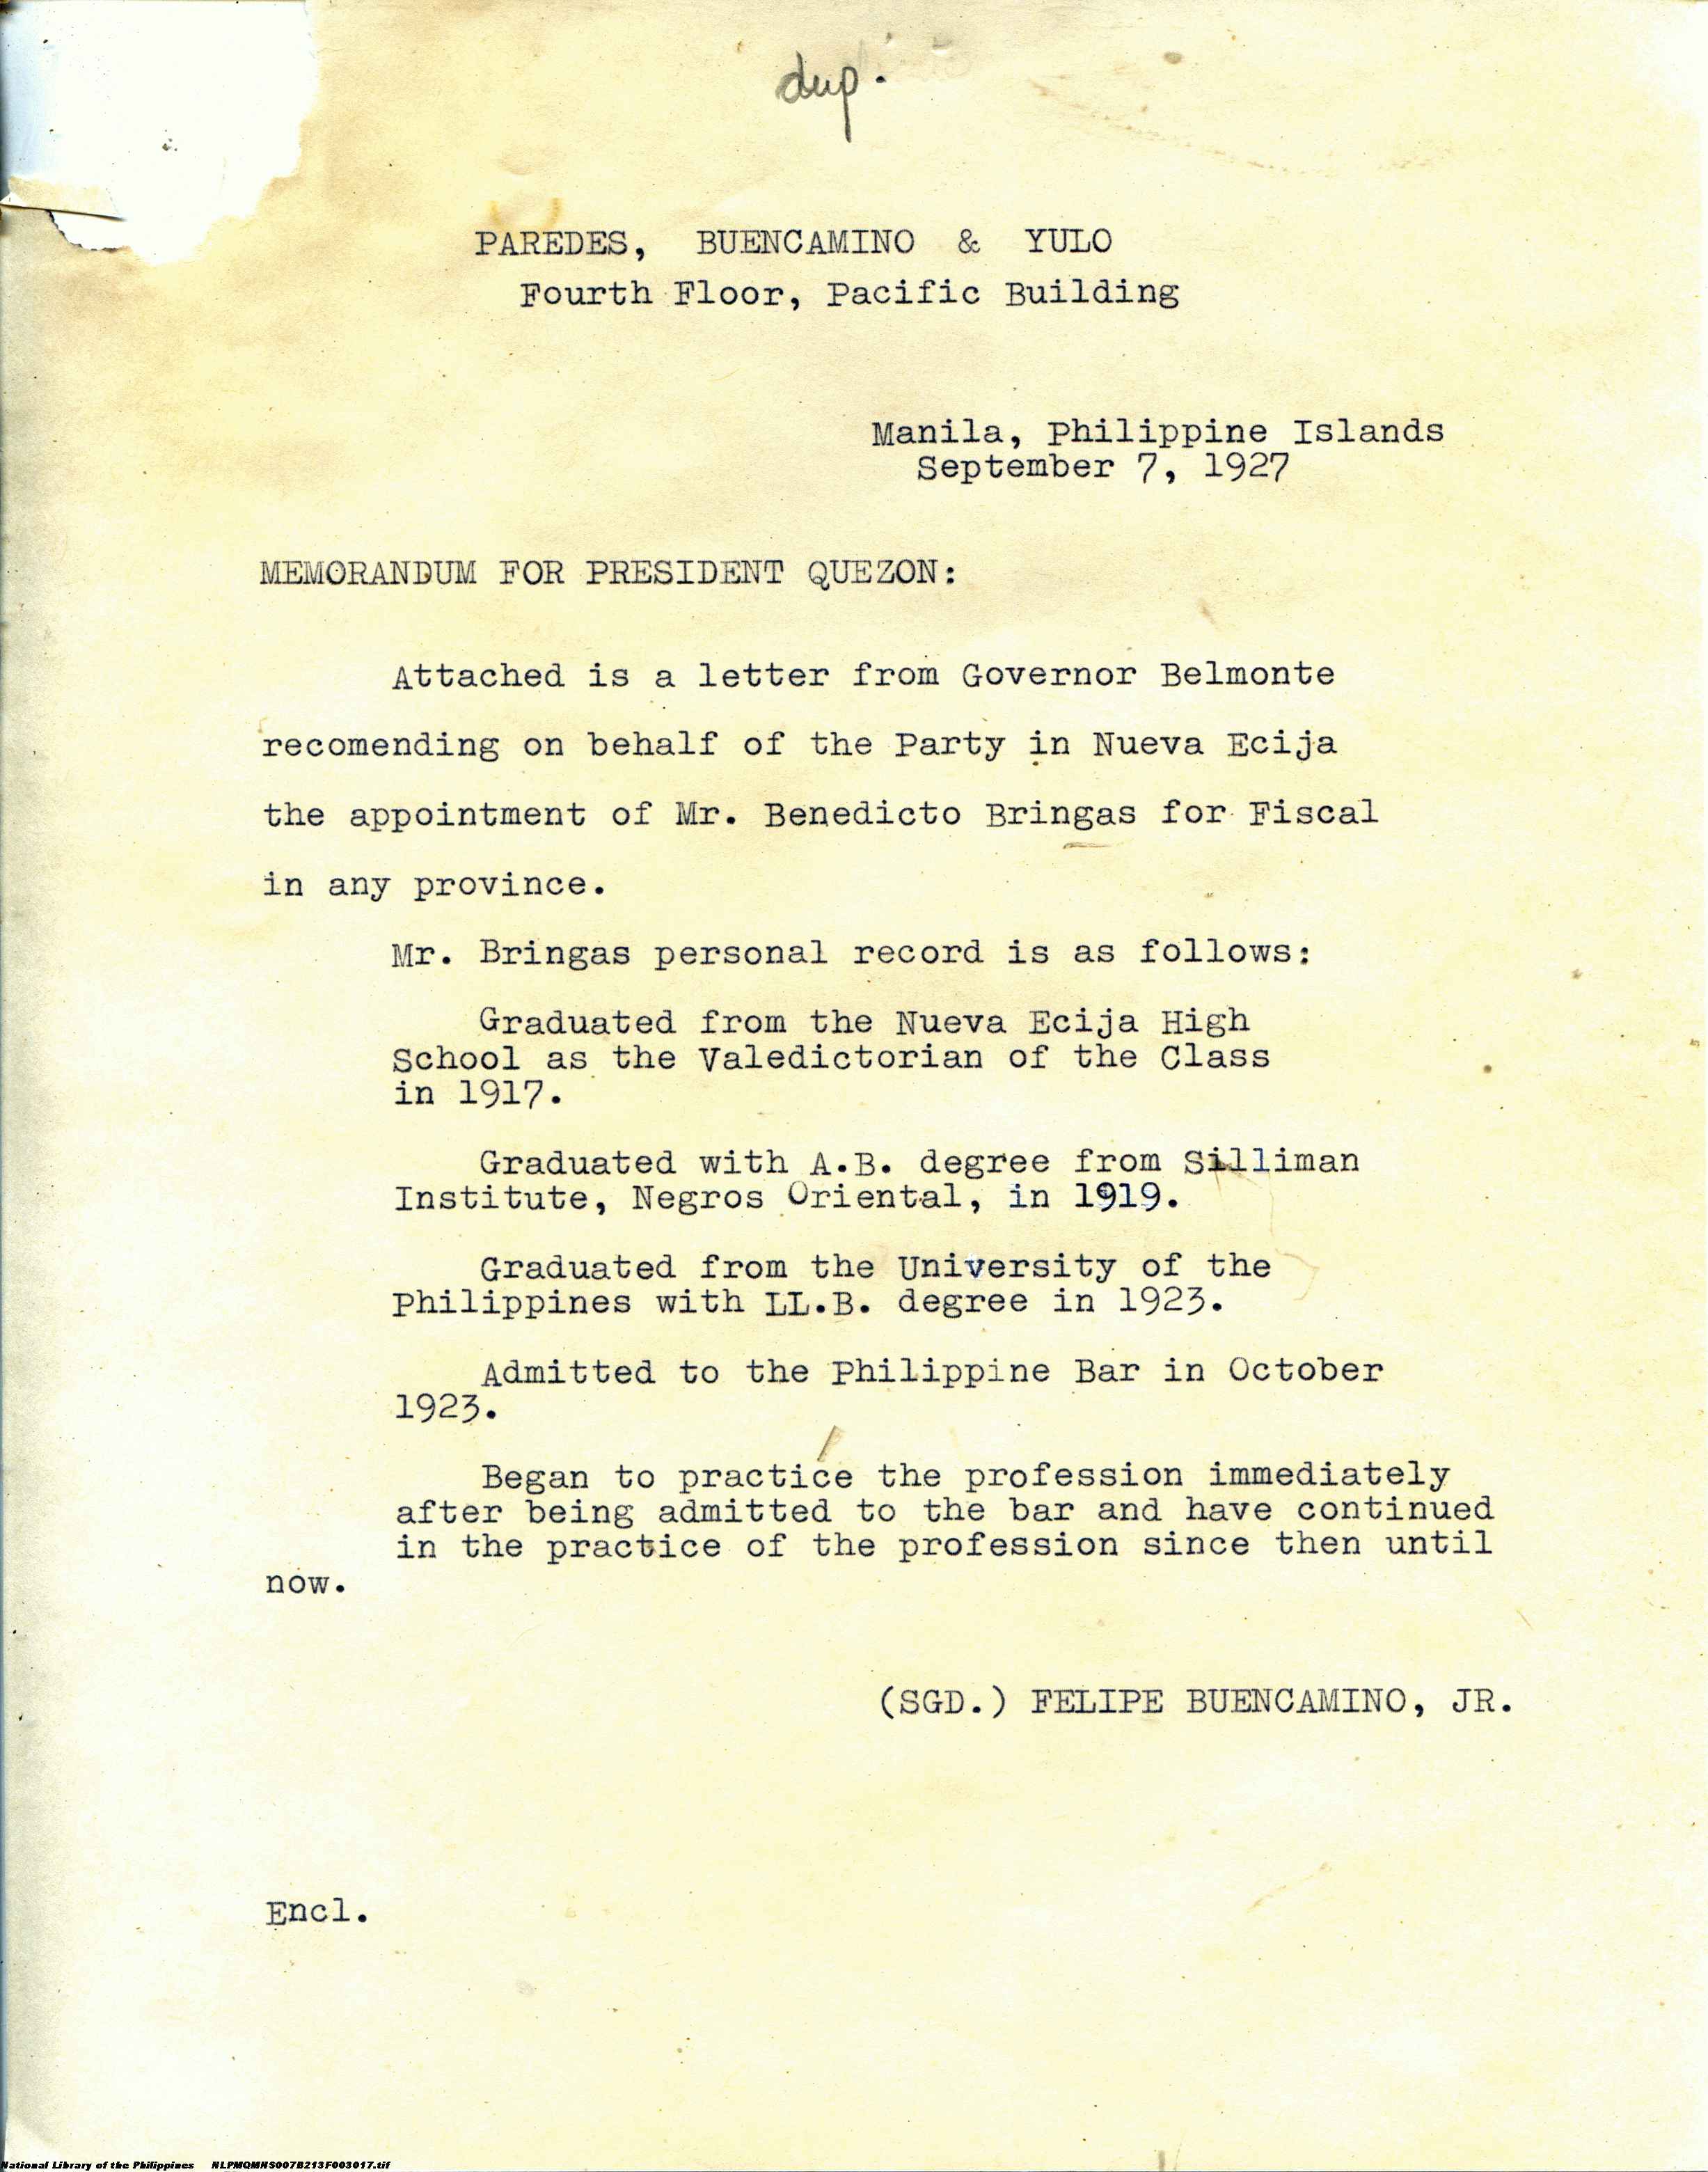 dup.
PAREDES, BUENCAMINO & YULO
Fourth Floor, Pacific Building
Manila, Philippine Islands
September 7, 1927
MEMORANDUM FOR PRESIDENT QUEZON:
Attached is a letter from Governor Belmonte
recomending on behalf of the Party in Nueva Ecija
the appointment of Mr. Benedicto Bringas for Fiscal
in any province.
Mr. Bringas personal record is as follows:
Graduated from the Nueva Ecija High
School as the Valedictorian of the Class
in 1917.
Graduated with A.B. degree from Silliman
Institute, Negros Oriental, in 1919.
Graduated from the University of the
Philippines with LL.B. degree in 1923.
Admitted to the Philippine Bar in October
1923.
Began to practice the profession immediately
after being admitted to the bar and have continued
in the practice of the profession since then until
now.
(SGD.) FELIPE BUENCAMINO, JR.
Encl.
National Library of the Philippines NLPMQMNS007B213F003017.tif